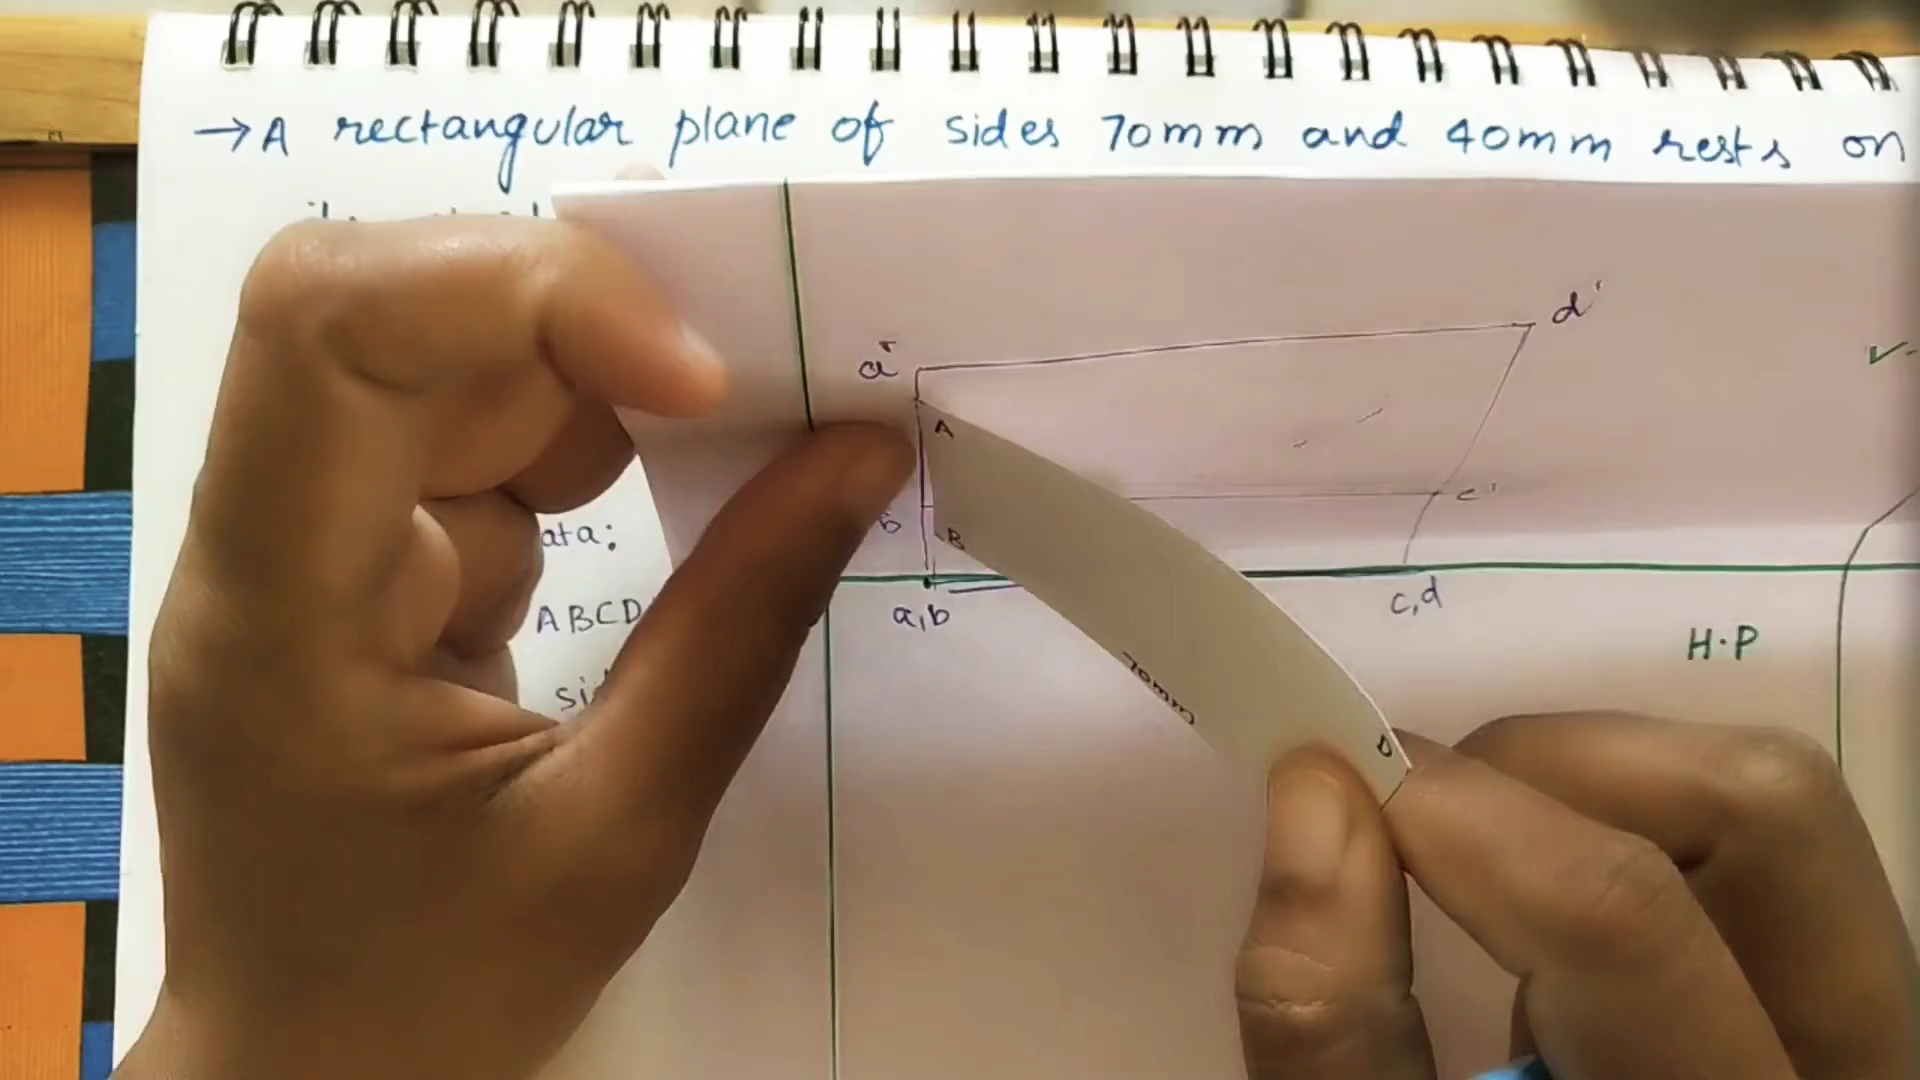 →A rectangular plane of sides 70mm and 40mm rests on
d'
a'
A
c'
b
B
ata:
a,b
c,d
ABCD
H.P
V.
70mm
D